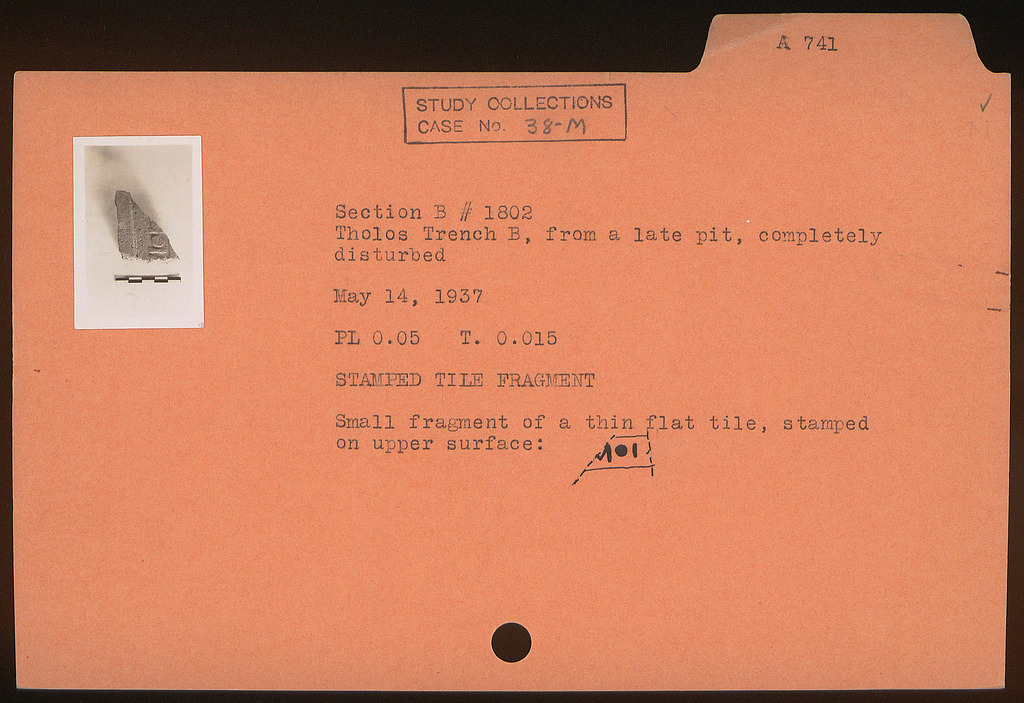 A 741
STUDY COLLECTIONS
CASE No. 38-M
Section B # 1802
Tholos Trench B, from a late pit, completely
disturbed
May 14, 1937
PL 0.05 T. 0.015
STAMPED TILE FRAGMENT
Small fragment of a thin flat tile, stamped
on upper surface: